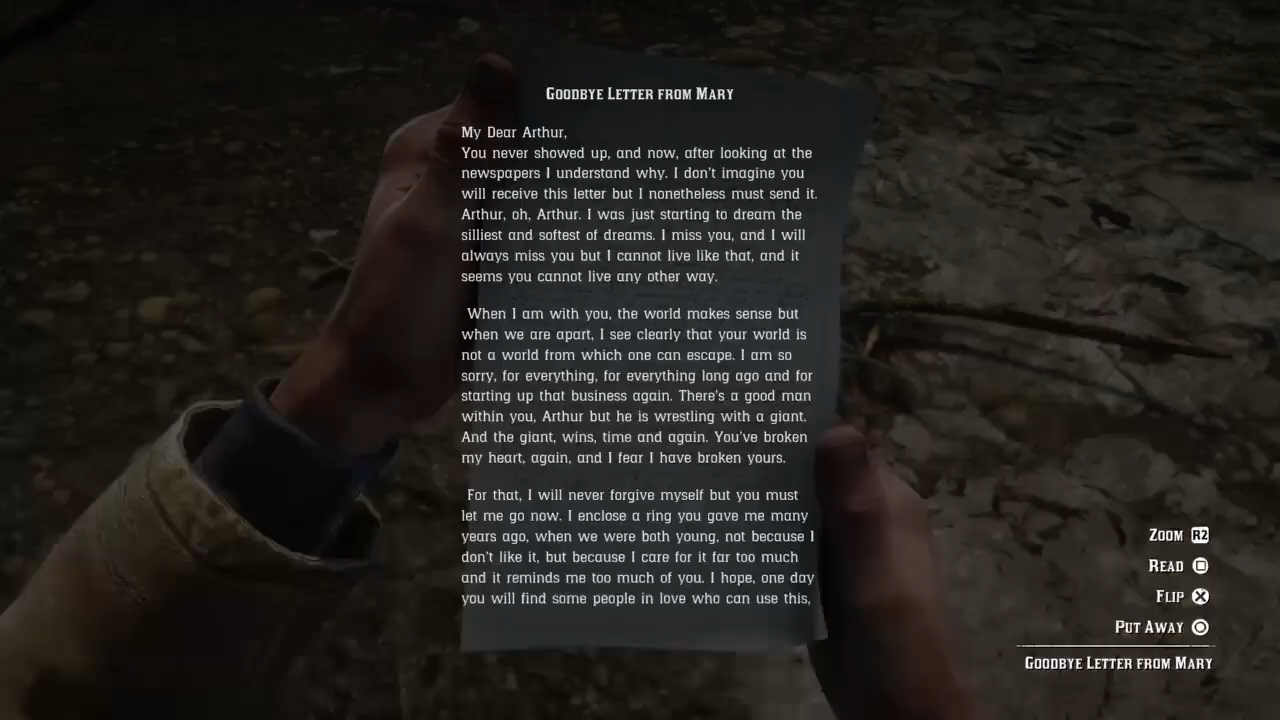 Goodbye Letter from Mary
My Dear Arthur,
You never showed up, and now, after looking at the
newspapers I understand why. I don't imagine you
will receive this letter but I nonetheless must send it.
Arthur, oh, Arthur. I was just starting to dream the
silliest and softest of dreams. I miss you, and I will
always miss you but I cannot live like that, and it
seems you cannot live any other way.
When I am with you, the world makes sense but
when we are apart, I see clearly that your world is
not a world from which one can escape. I am so
sorry, for everything, for everything long ago and for
starting up that business again. There's a good man
within you, Arthur but he is wrestling with a giant.
And the giant, wins, time and again. You've broken
my heart, again, and I fear I have broken yours.
For that, I will never forgive myself but you must
let me go now. I enclose a ring you gave me many
years ago, when we were both young, not because I
don't like it, but because I care for it far too much
and it reminds me too much of you. I hope, one day
you will find some people in love who can use this,
Zoom R2
Read
Flip
Put Away
Goodbye Letter from Mary